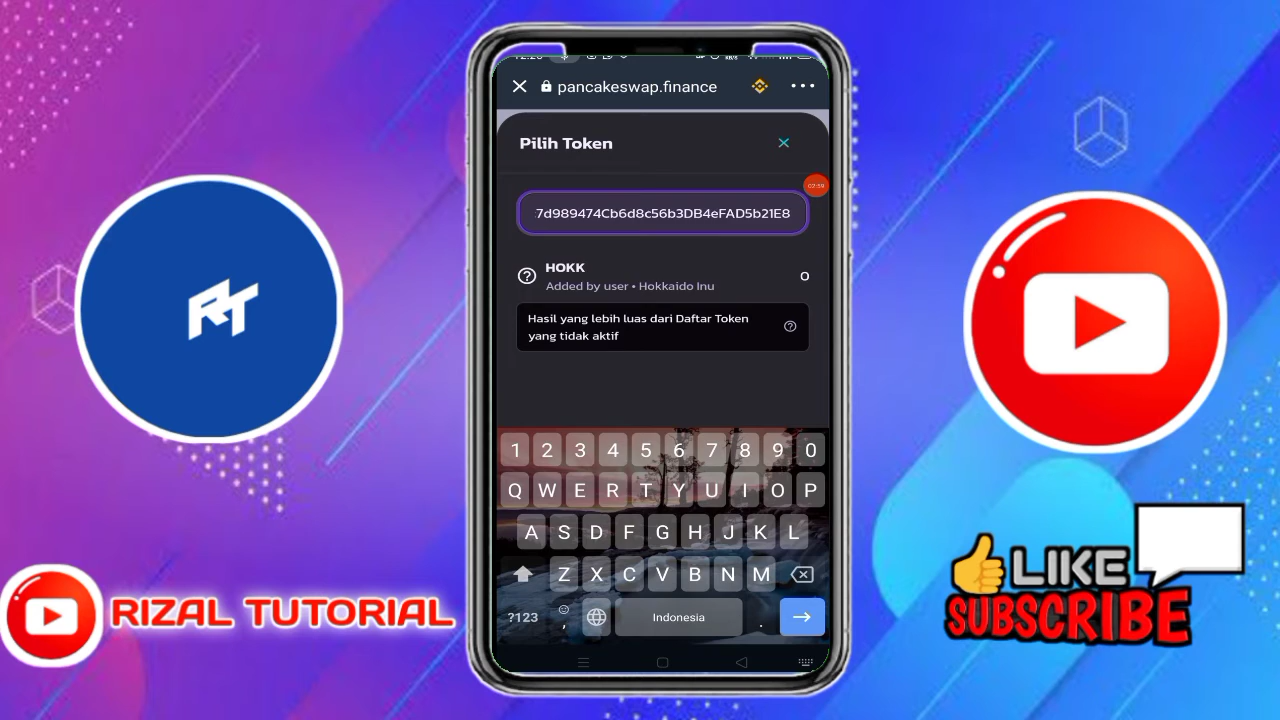 pancakeswap.finance
Pilih Token
02:59
7d989474Cb6d8c56b3DB4eFAD5b21E8
HOKK
0
Added by user • Hokkaido Inu
Hasil yang lebih luas dari Daftar Token
yang tidak aktif
1 2 3 4 5 6 7 8 9 0
Q W E R T Y U I O P
A S D F G H J K L
Z X C V B N M
?123 , Indonesia .
RT
RIZAL TUTORIAL
LIKE
SUBSCRIBE